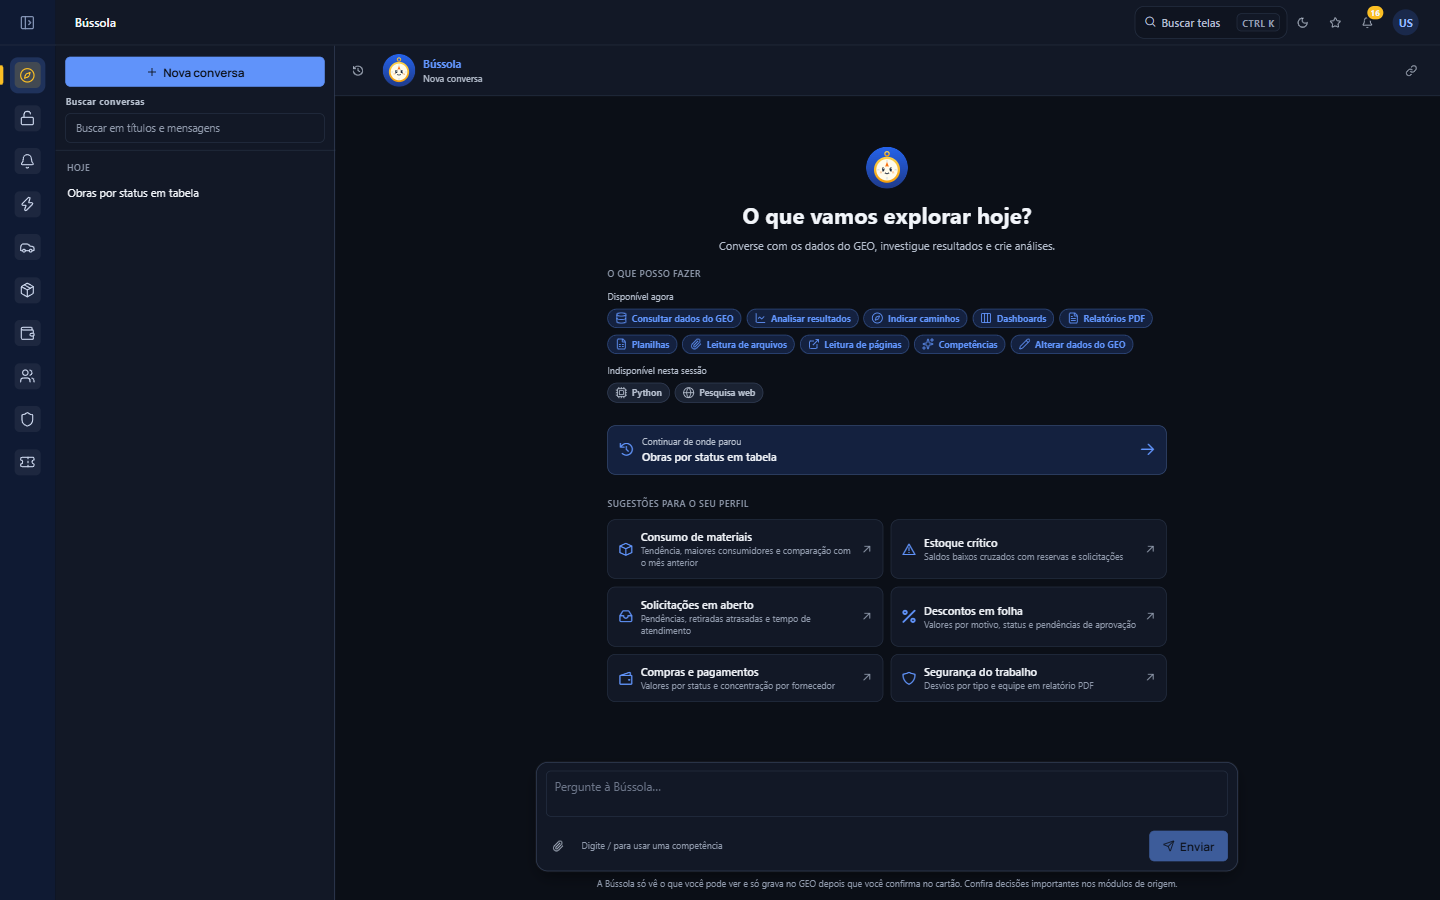 Bússola
Buscar telas
CTRL K
16
US
Nova conversa
Buscar conversas
Buscar em títulos e mensagens
HOJE
Obras por status em tabela
Bússola
Nova conversa
O que vamos explorar hoje?
Converse com os dados do GEO, investigue resultados e crie análises.
O QUE POSSO FAZER
Disponível agora
Consultar dados do GEO
Analisar resultados
Indicar caminhos
Dashboards
Relatórios PDF
Planilhas
Leitura de arquivos
Leitura de páginas
Competências
Alterar dados do GEO
Indisponível nesta sessão
Python
Pesquisa web
Continuar de onde parou
Obras por status em tabela
SUGESTÕES PARA O SEU PERFIL
Consumo de materiais
Tendência, maiores consumidores e comparação com
o mês anterior
Estoque crítico
Saldos baixos cruzados com reservas e solicitações
Solicitações em aberto
Pendências, retiradas atrasadas e tempo de
atendimento
Descontos em folha
Valores por motivo, status e pendências de aprovação
Compras e pagamentos
Valores por status e concentração por fornecedor
Segurança do trabalho
Desvios por tipo e equipe em relatório PDF
Pergunte à Bússola...
Digite / para usar uma competência
Enviar
A Bússola só vê o que você pode ver e só grava no GEO depois que você confirma no cartão. Confira decisões importantes nos módulos de origem.